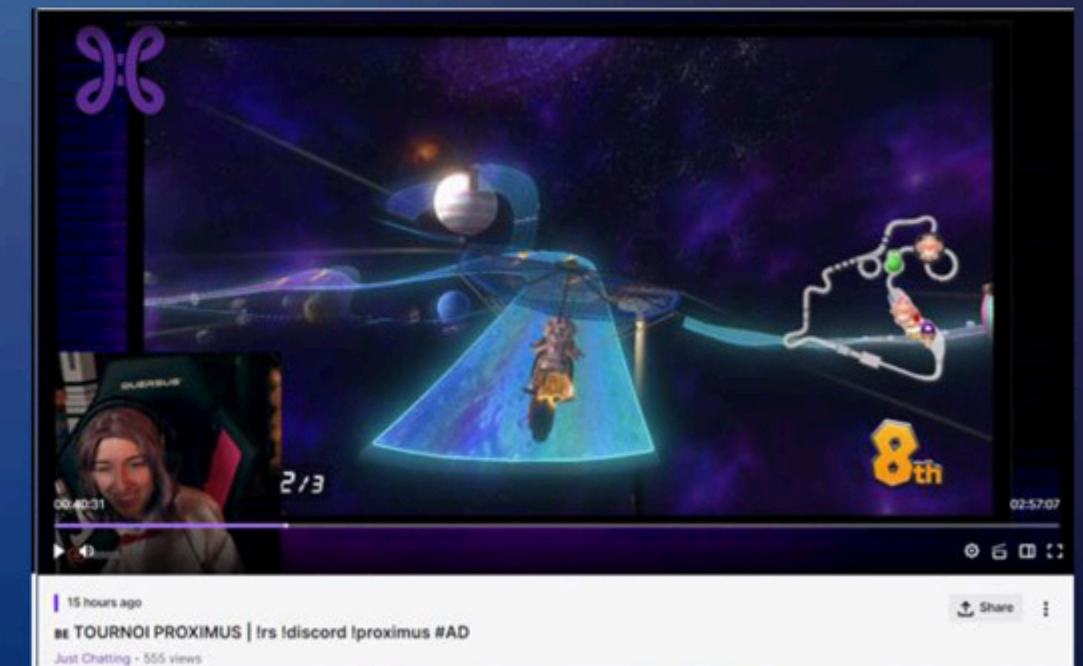 QUERSUS
2/3
8th
00:40:31
02:57:07
15 hours ago
Share
BE TOURNOI PROXIMUS | !rs !discord !proximus #AD
Just Chatting - 555 views